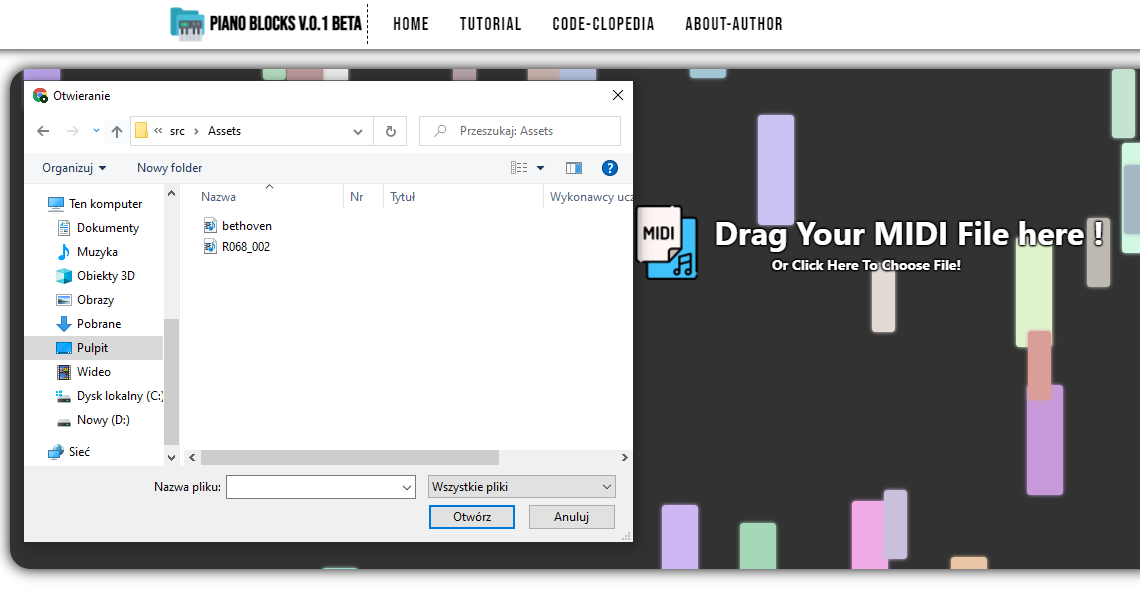 PIANO BLOCKS V.0.1 BETA HOME TUTORIAL CODE-CLOPEDIA ABOUT-AUTHOR
Otwieranie
« src › Assets
Przeszukaj: Assets
Organizuj Nowy folder
Ten komputer
Dokumenty
Muzyka
Obiekty 3D
Obrazy
Pobrane
Pulpit
Wideo
Dysk lokalny (C:)
Nowy (D:)
Sieć
Nazwa Nr Tytuł Wykonawcy ucz
bethoven
R068_002
Nazwa pliku: Wszystkie pliki
Otwórz Anuluj
MIDI
Drag Your MIDI File here !
Or Click Here To Choose File!